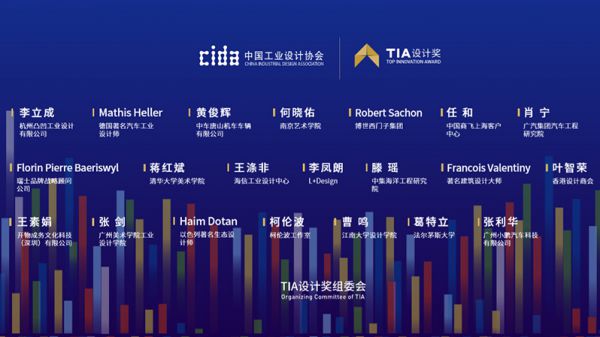 cida 中国工业设计协会
CHINA INDUSTRIAL DESIGN ASSOCIATION
TIA设计奖
TOP INNOVATION AWARD
李立成
杭州凸凹工业设计
有限公司
Mathis Heller
德国著名汽车工业
设计师
黄俊辉
中车唐山机车车辆
有限公司
何晓佑
南京艺术学院
Robert Sachon
博世西门子集团
任和
中国商飞上海客户
中心
肖宁
广汽集团汽车工程
研究院
Florin Pierre Baeriswyl
瑞士品牌战略顾问
公司
蒋红斌
清华大学美术学院
王涤非
海信工业设计中心
李凤朗
L+Design
滕瑶
中集海洋工程研究
院
Francois Valentiny
著名建筑设计大师
叶智荣
香港设计商会
王素娟
开物成务文化科技
（深圳）有限公司
张剑
广州美术学院工业
设计学院
Haim Dotan
以色列著名生态设
计师
柯伦波
柯伦波工作室
曹鸣
江南大学设计学院
葛特立
法尔茅斯大学
张利华
广州小鹏汽车科技
有限公司
TIA设计奖组委会
Organizing Committee of TIA